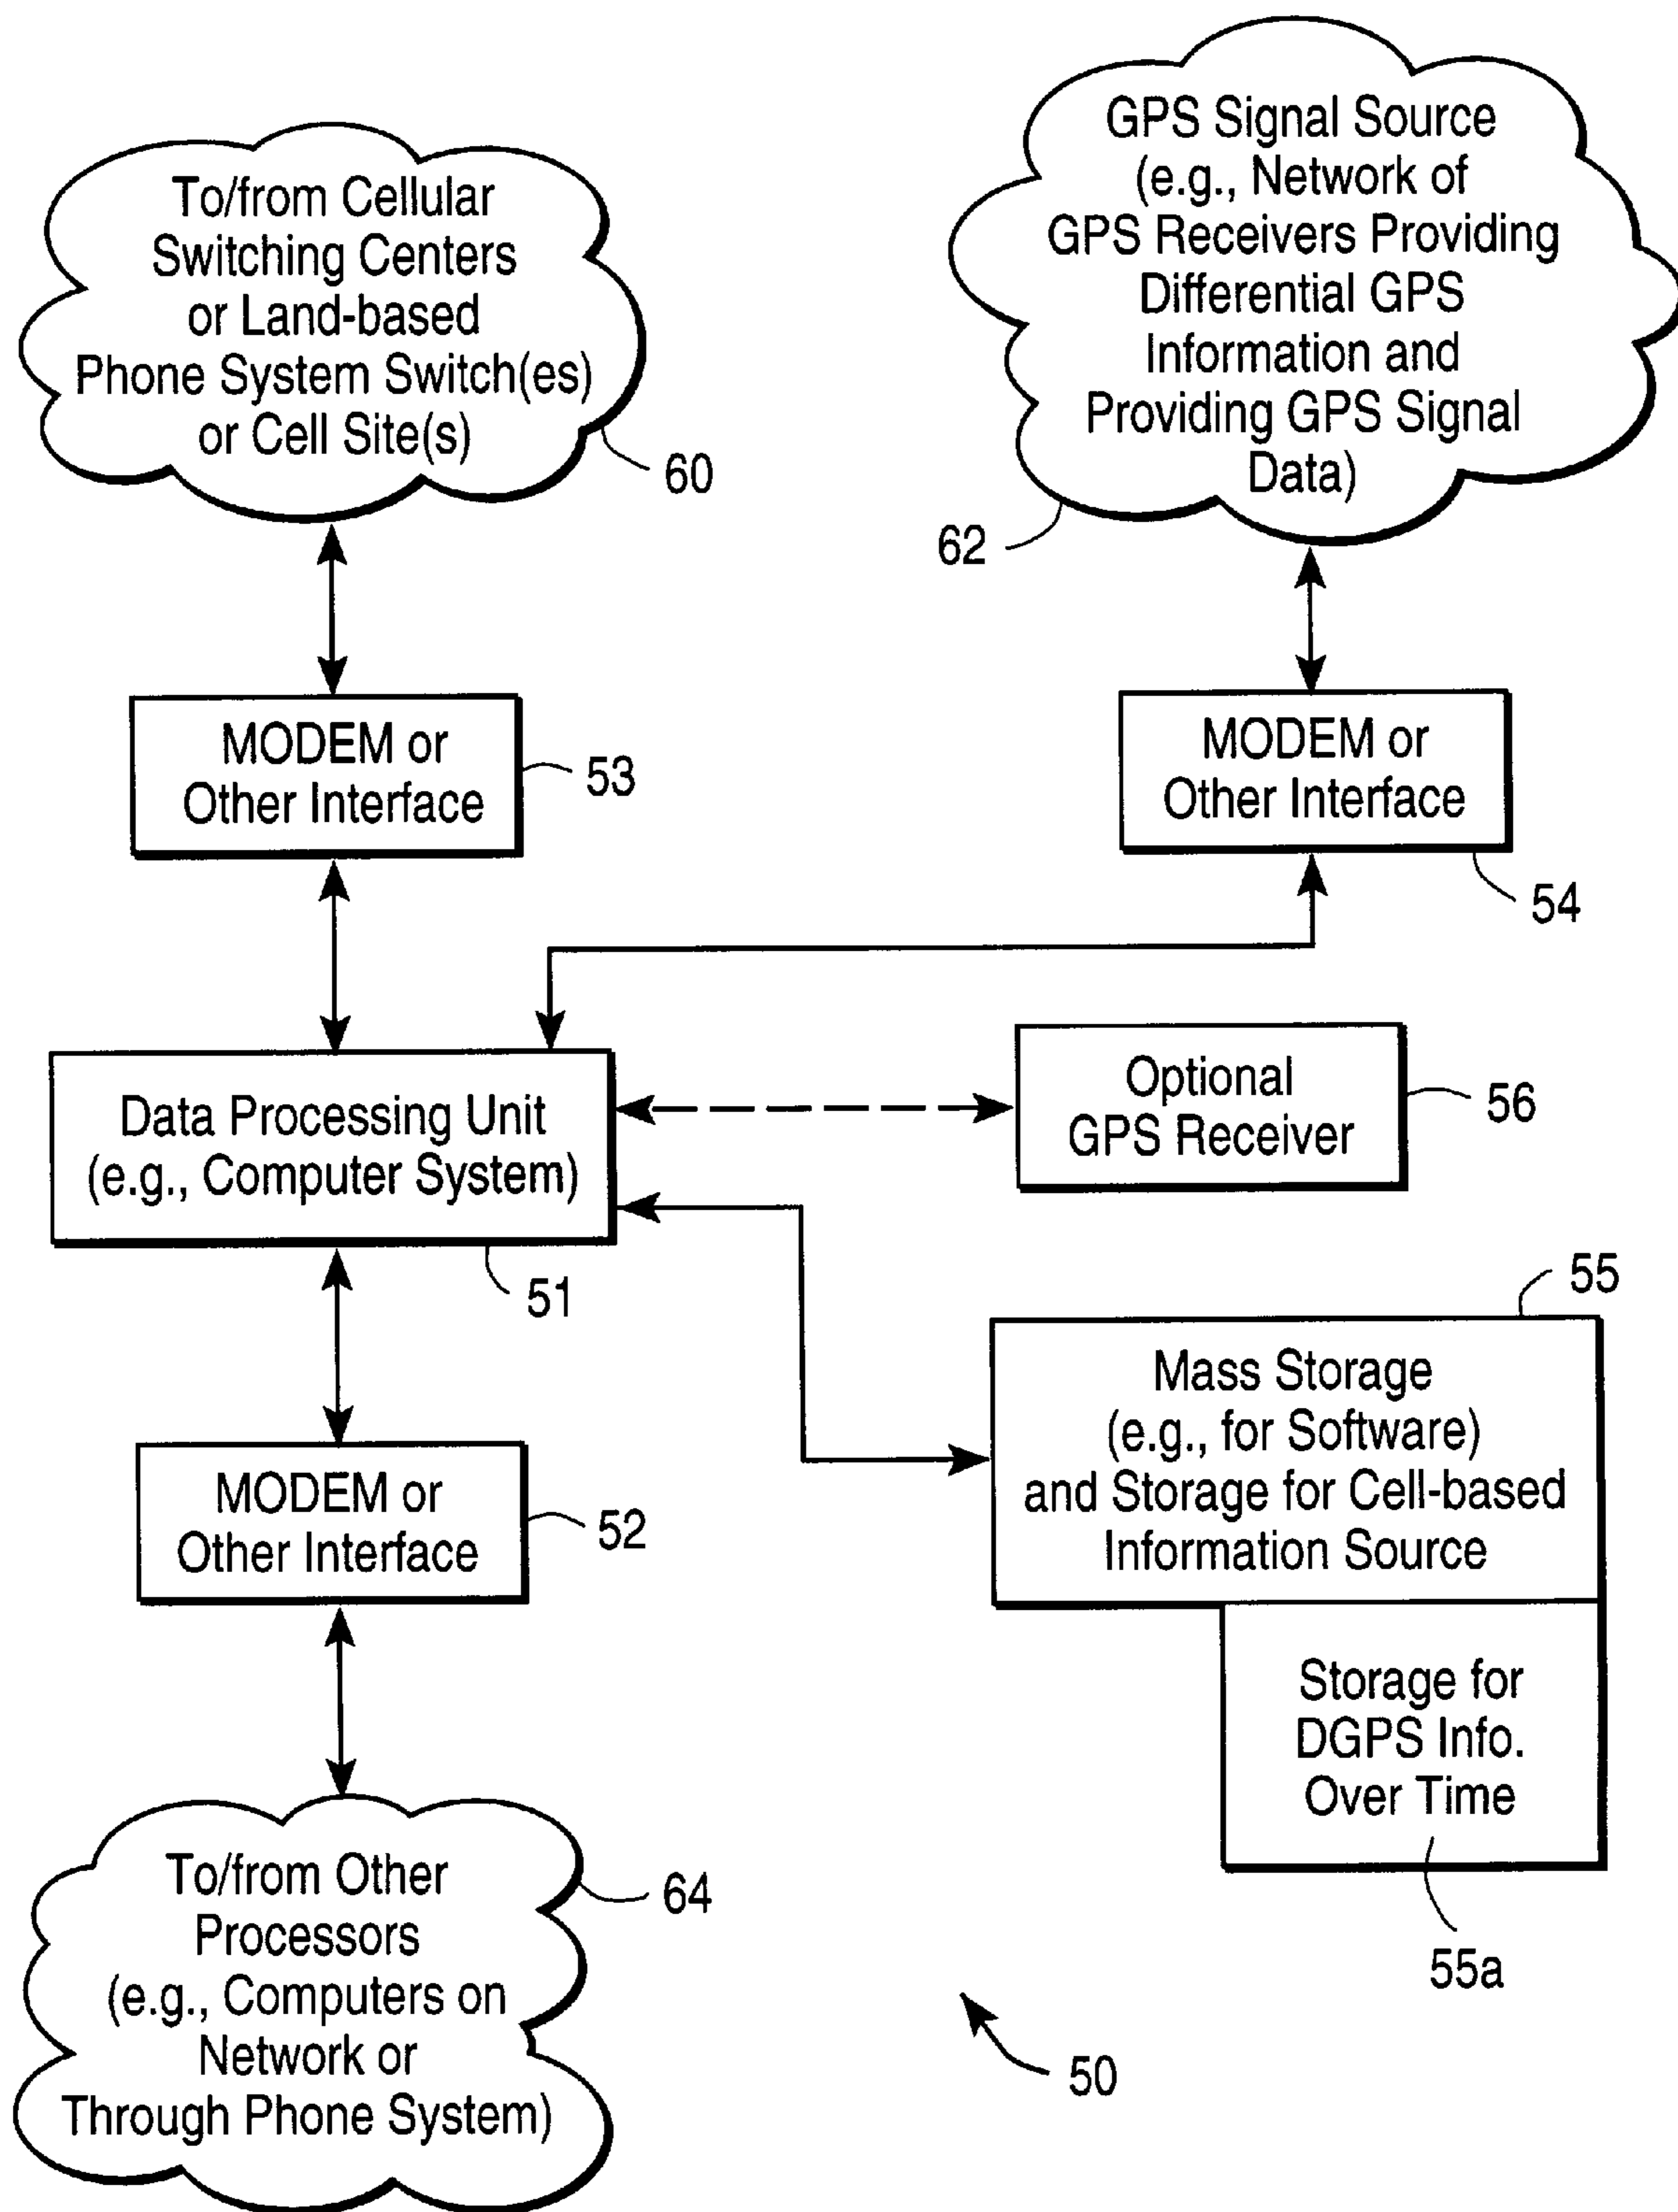 To/from Cellular
Switching Centers
or Land-based
Phone System Switch(es)
or Cell Site(s)
60
GPS Signal Source
(e.g., Network of
GPS Receivers Providing
Differential GPS
Information and
Providing GPS Signal
Data)
62
MODEM or
Other Interface
53
MODEM or
Other Interface
54
Data Processing Unit
(e.g., Computer System)
51
Optional
GPS Receiver
56
55
Mass Storage
(e.g., for Software)
and Storage for Cell-based
Information Source
Storage for
DGPS Info.
Over Time
55a
MODEM or
Other Interface
52
To/from Other
Processors
(e.g., Computers on
Network or
Through Phone System)
64
50